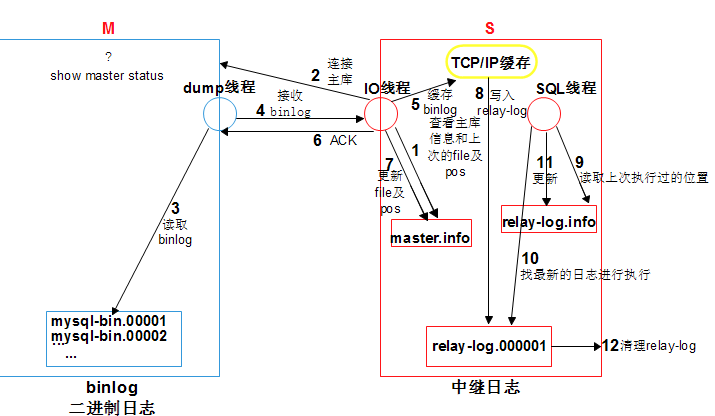 M
S
?
show master status
dump线程
2 连接
主库
4 接收
binlog
6 ACK
IO线程
TCP/IP缓存
5 缓存
binlog
查看主库
信息和上
次的file及
pos
1
7
更新
file及
pos
master.info
8 写入
relay-log
SQL线程
11
更新
9
读取上次执行过的位置
relay-log.info
3
读取
binlog
10
找最新的日志进行执行
mysql-bin.00001
mysql-bin.00002
...
relay-log.000001
12清理relay-log
binlog
二进制日志
中继日志